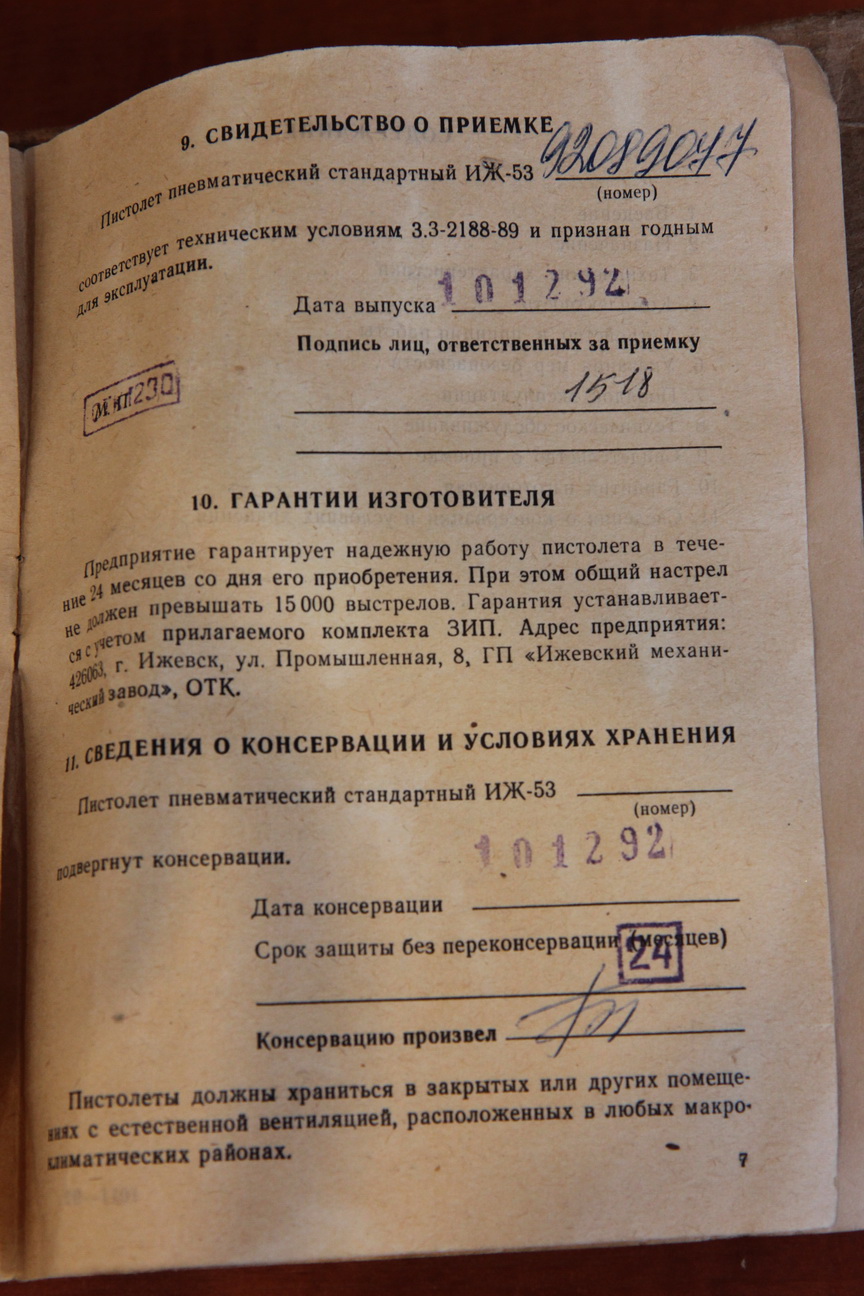 9. СВИДЕТЕЛЬСТВО О ПРИЕМКЕ
Пистолет пневматический стандартный ИЖ-53 92089077
(номер)
соответствует техническим условиям 3.3-2188-89 и признан годным
для эксплуатации.
Дата выпуска 101292
Подпись лиц, ответственных за приемку
1518
10. ГАРАНТИИ ИЗГОТОВИТЕЛЯ
Предприятие гарантирует надежную работу пистолета в тече-
ние 24 месяцев со дня его приобретения. При этом общий настрел
не должен превышать 15 000 выстрелов. Гарантия устанавливает-
ся с учетом прилагаемого комплекта ЗИП. Адрес предприятия:
426063, г. Ижевск, ул. Промышленная, 8, ГП «Ижевский механи-
ческий завод», ОТК.
11. СВЕДЕНИЯ О КОНСЕРВАЦИИ И УСЛОВИЯХ ХРАНЕНИЯ
Пистолет пневматический стандартный ИЖ-53
(номер)
подвергнут консервации.
101292
Дата консервации
Срок защиты без переконсервации (месяцев)
24
Консервацию произвел
Пистолеты должны храниться в закрытых или других помеще-
ниях с естественной вентиляцией, расположенных в любых макро-
климатических районах.
7